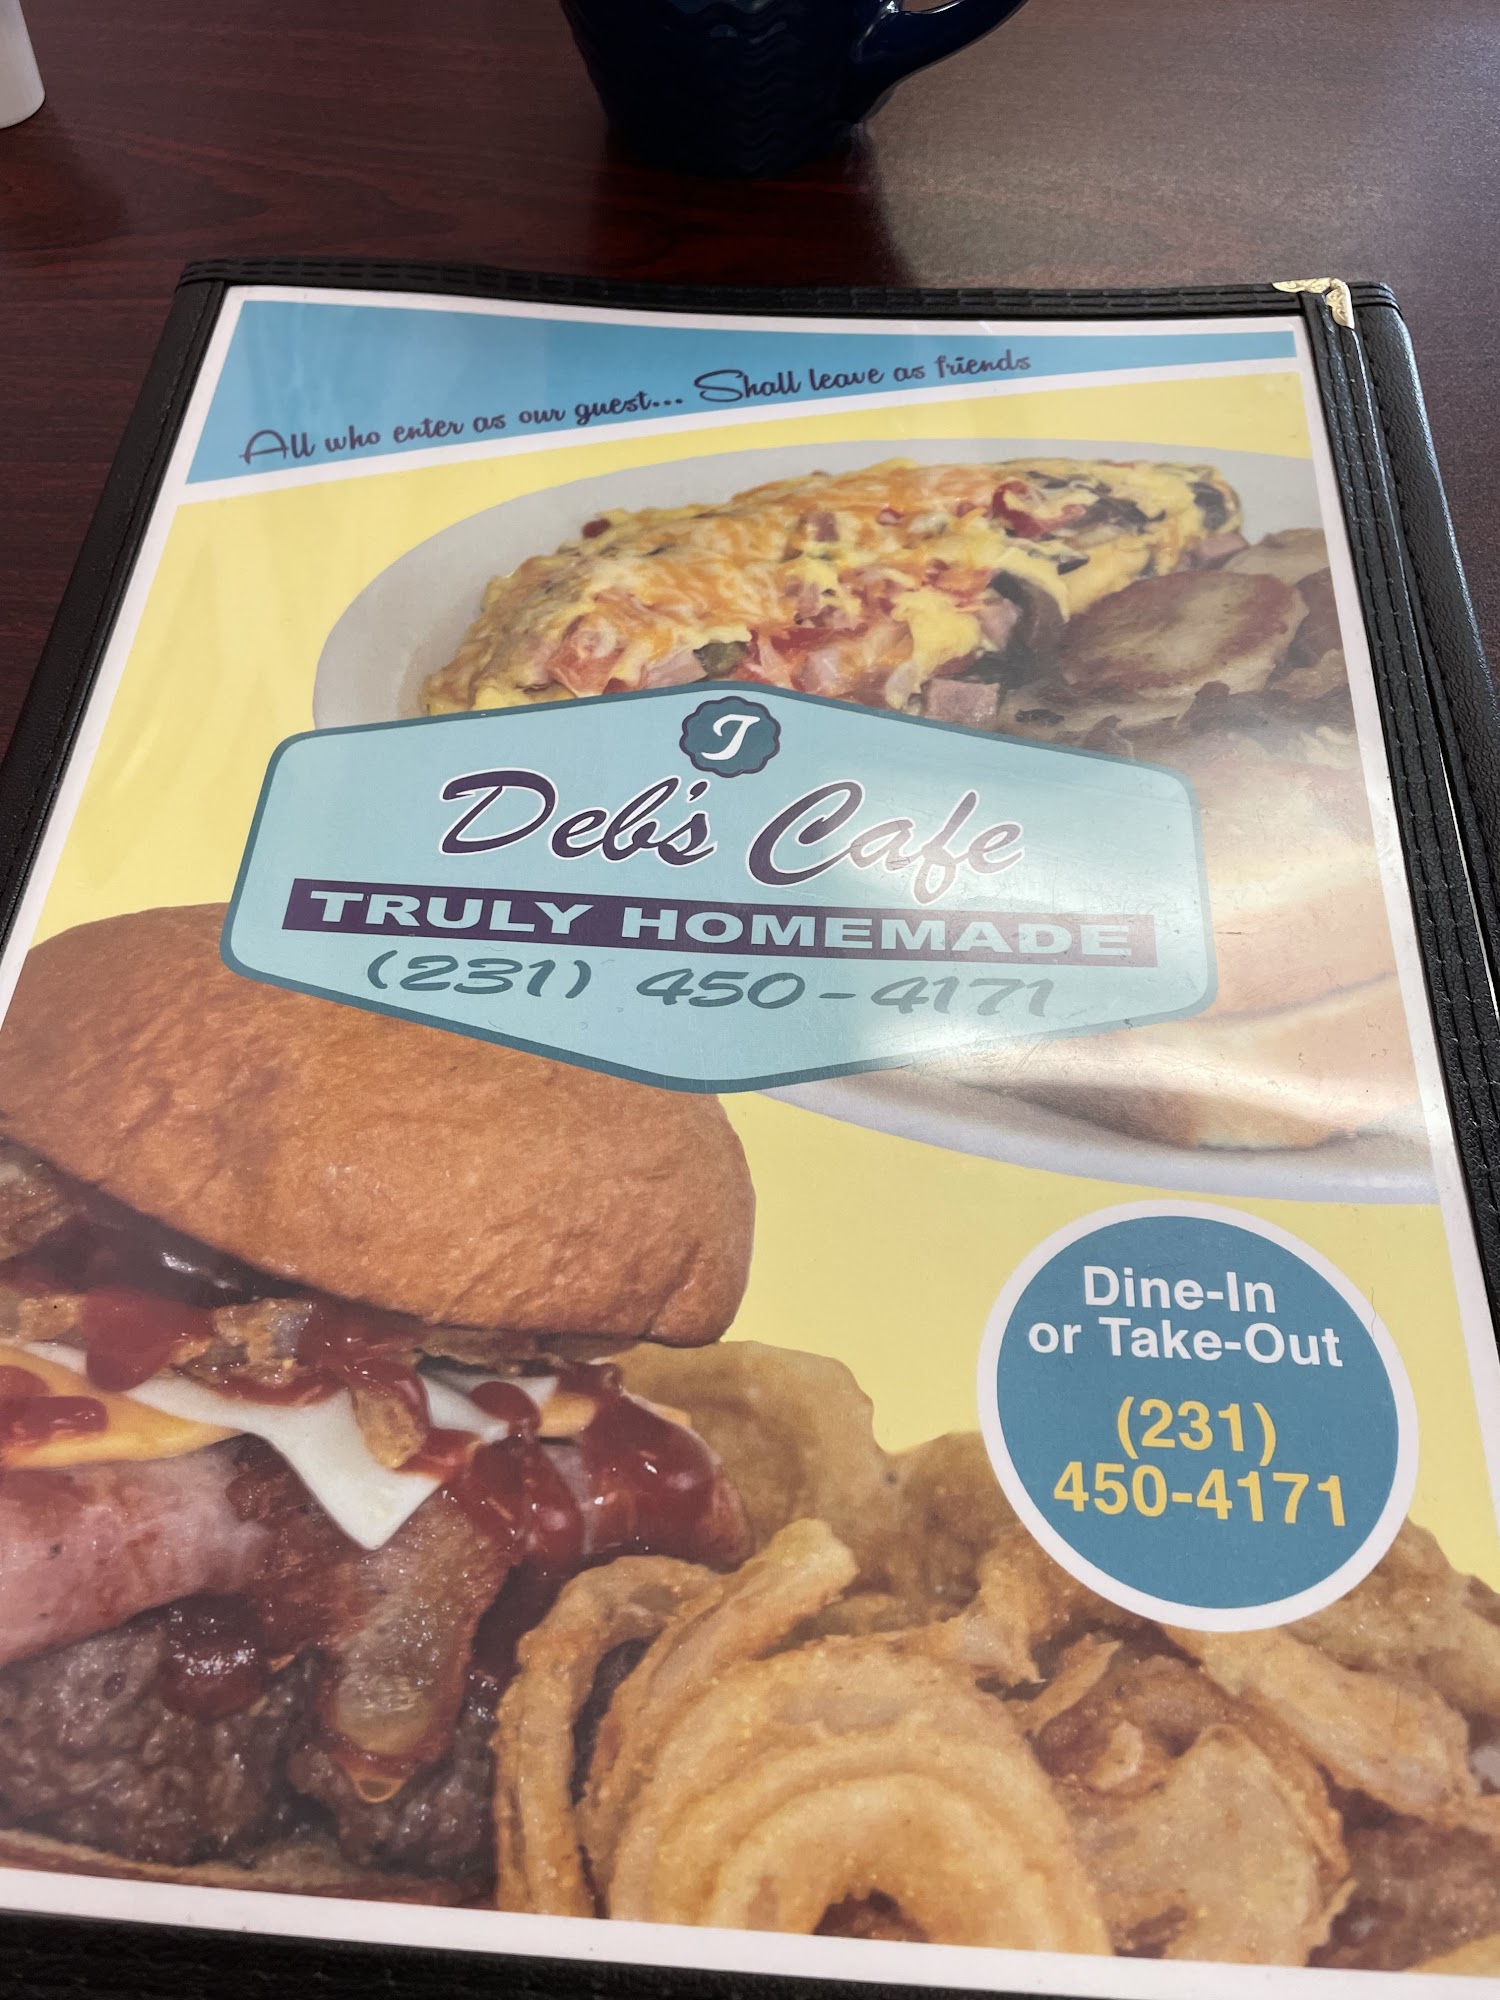 All who enter as our guest... Shall leave as friends
J
Deb's Cafe
TRULY HOMEMADE
(231) 450-4171
Dine-In
or Take-Out
(231)
450-4171